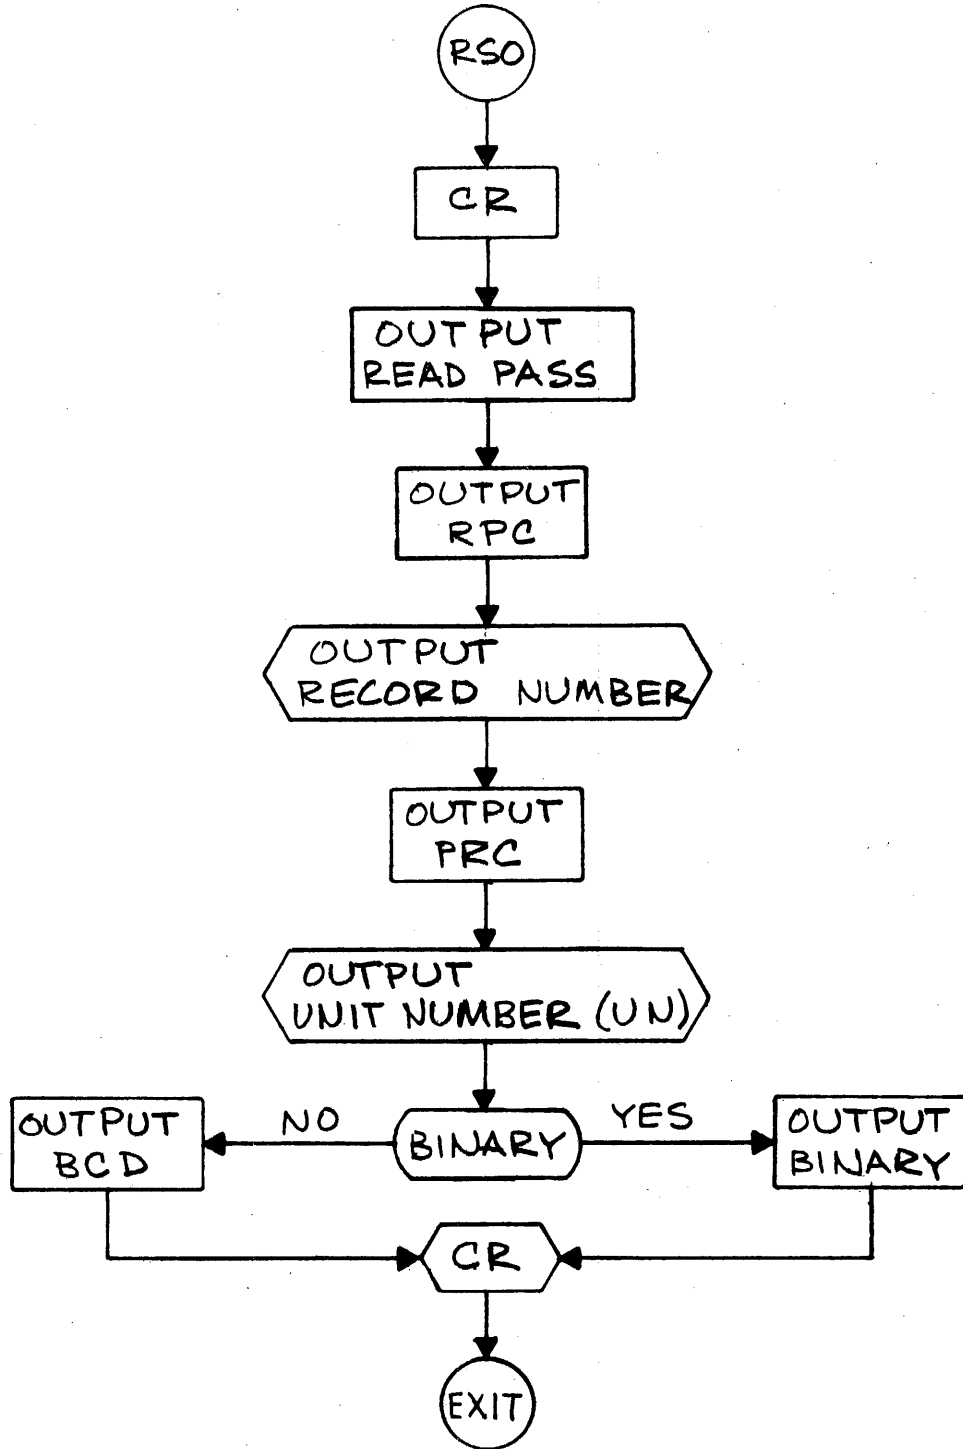 RSO
CR
OUTPUT
READ PASS
OUTPUT
RPC
OUTPUT
RECORD NUMBER
OUTPUT
PRC
OUTPUT
UNIT NUMBER (UN)
OUTPUT
BCD
NO
BINARY
YES
OUTPUT
BINARY
CR
EXIT